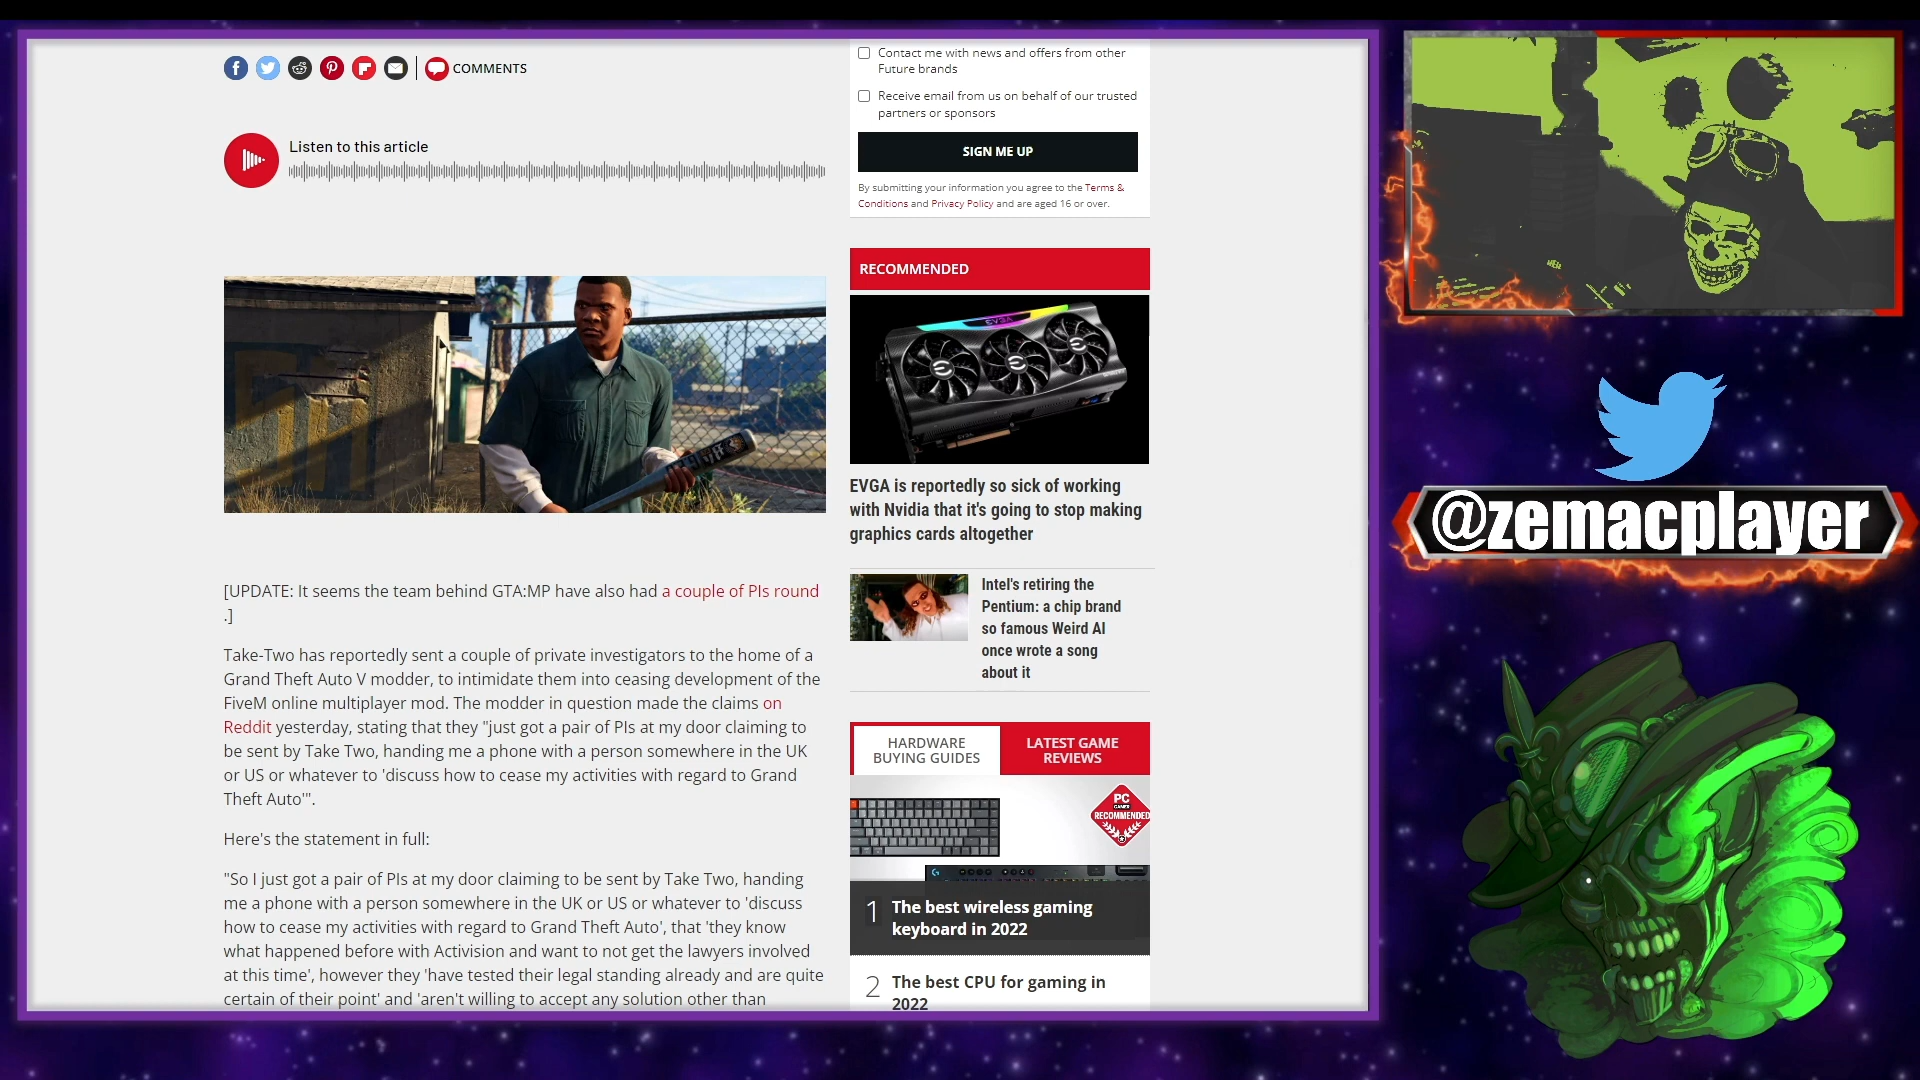 COMMENTS
Listen to this article
[UPDATE: It seems the team behind GTA:MP have also had a couple of PIs round
.]
Take-Two has reportedly sent a couple of private investigators to the home of a
Grand Theft Auto V modder, to intimidate them into ceasing development of the
FiveM online multiplayer mod. The modder in question made the claims on
Reddit yesterday, stating that they "just got a pair of PIs at my door claiming to
be sent by Take Two, handing me a phone with a person somewhere in the UK
or US or whatever to 'discuss how to cease my activities with regard to Grand
Theft Auto'".
Here's the statement in full:
"So I just got a pair of PIs at my door claiming to be sent by Take Two, handing
me a phone with a person somewhere in the UK or US or whatever to 'discuss
how to cease my activities with regard to Grand Theft Auto', that 'they know
what happened before with Activision and want to not get the lawyers involved
at this time', however they 'have tested their legal standing already and are quite
certain of their point' and 'aren't willing to accept any solution other than
Contact me with news and offers from other
Future brands
Receive email from us on behalf of our trusted
partners or sponsors
SIGN ME UP
By submitting your information you agree to the Terms &
Conditions and Privacy Policy and are aged 16 or over.
RECOMMENDED
EVGA
EVGA is reportedly so sick of working
with Nvidia that it's going to stop making
graphics cards altogether
Intel's retiring the
Pentium: a chip brand
so famous Weird Al
once wrote a song
about it
HARDWARE
BUYING GUIDES
LATEST GAME
REVIEWS
PC
GAMER
RECOMMENDED
1 The best wireless gaming
keyboard in 2022
2 The best CPU for gaming in
2022
@zemacplayer